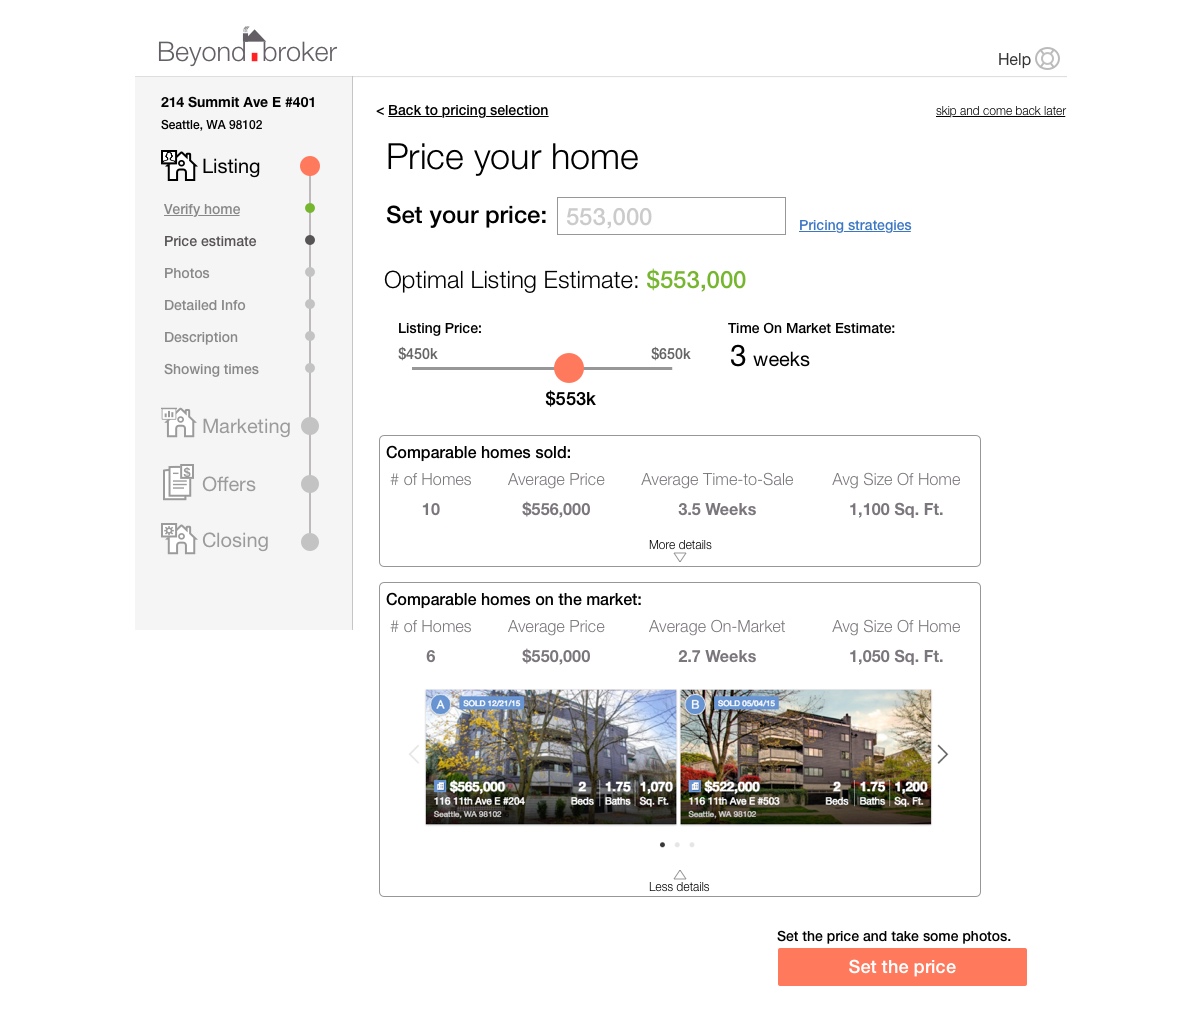 Beyond broker
Help
214 Summit Ave E #401
Seattle, WA 98102
Listing
Verify home
Price estimate
Photos
Detailed Info
Description
Showing times
Marketing
Offers
Closing
< Back to pricing selection
skip and come back later
Price your home
Set your price: 553,000
Pricing strategies
Optimal Listing Estimate: $553,000
Listing Price:
$450k $650k
$553k
Time On Market Estimate:
3 weeks
Comparable homes sold:
# of Homes Average Price Average Time-to-Sale Avg Size Of Home
10 $556,000 3.5 Weeks 1,100 Sq. Ft.
More details
Comparable homes on the market:
# of Homes Average Price Average On-Market Avg Size Of Home
6 $550,000 2.7 Weeks 1,050 Sq. Ft.
A SOLD 12/21/15
$565,000 2 1.75 1,070
116 11th Ave E #204 Beds Baths Sq. Ft.
Seattle, WA 98102
B SOLD 05/04/15
$522,000 2 1.75 1,200
116 11th Ave E #503 Beds Baths Sq. Ft.
Seattle, WA 98102
Less details
Set the price and take some photos.
Set the price